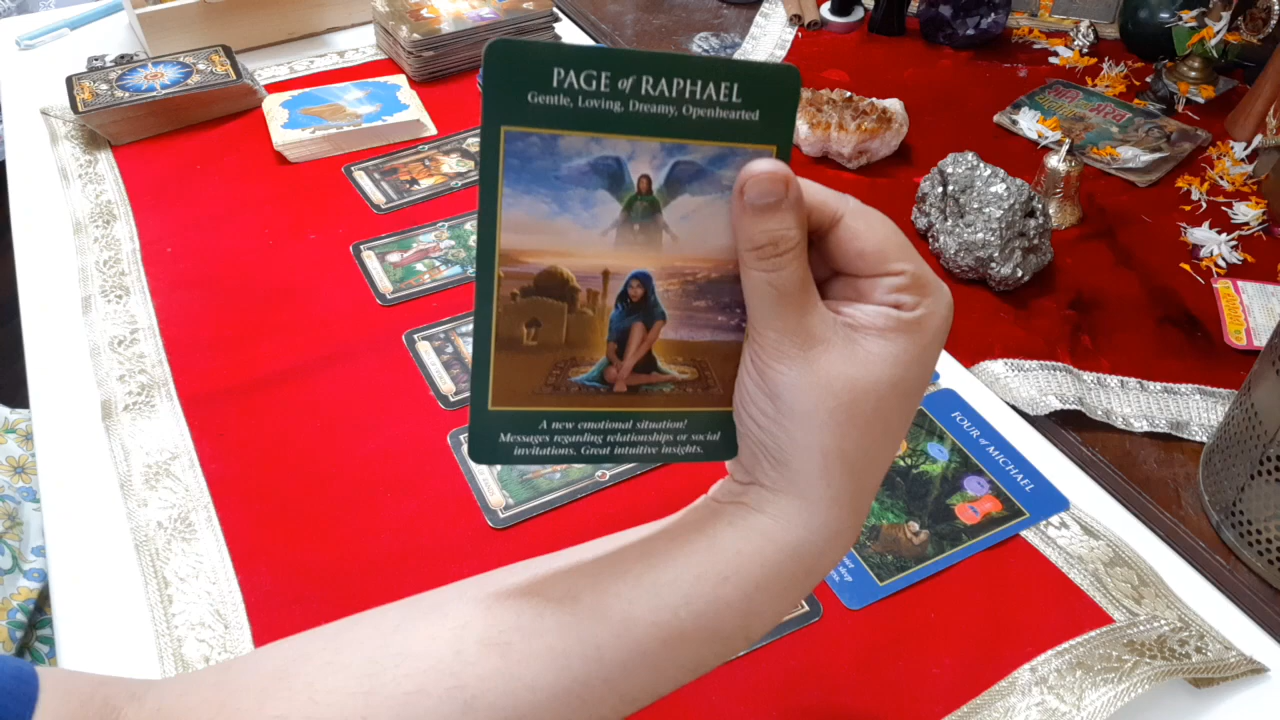 PAGE of RAPHAEL
Gentle, Loving, Dreamy, Openhearted
A new emotional situation!
Messages regarding relationships or social
invitations. Great intuitive insights.
FOUR of MICHAEL